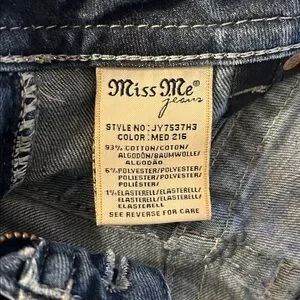 Miss Me
jeans
STYLE NO: JY7537H3
COLOR: MED 216
93% COTTON/COTON/
ALGODÓN/BAUMWOLLE/
ALGODÃO
6% POLYESTER/POLYESTER/
POLIÉSTER/POLYESTER/
POLIÉSTER
1% ELASTERELL/ELASTERELL/
ELASTERELL/ELASTERELL/
ELASTERELL
SEE REVERSE FOR CARE